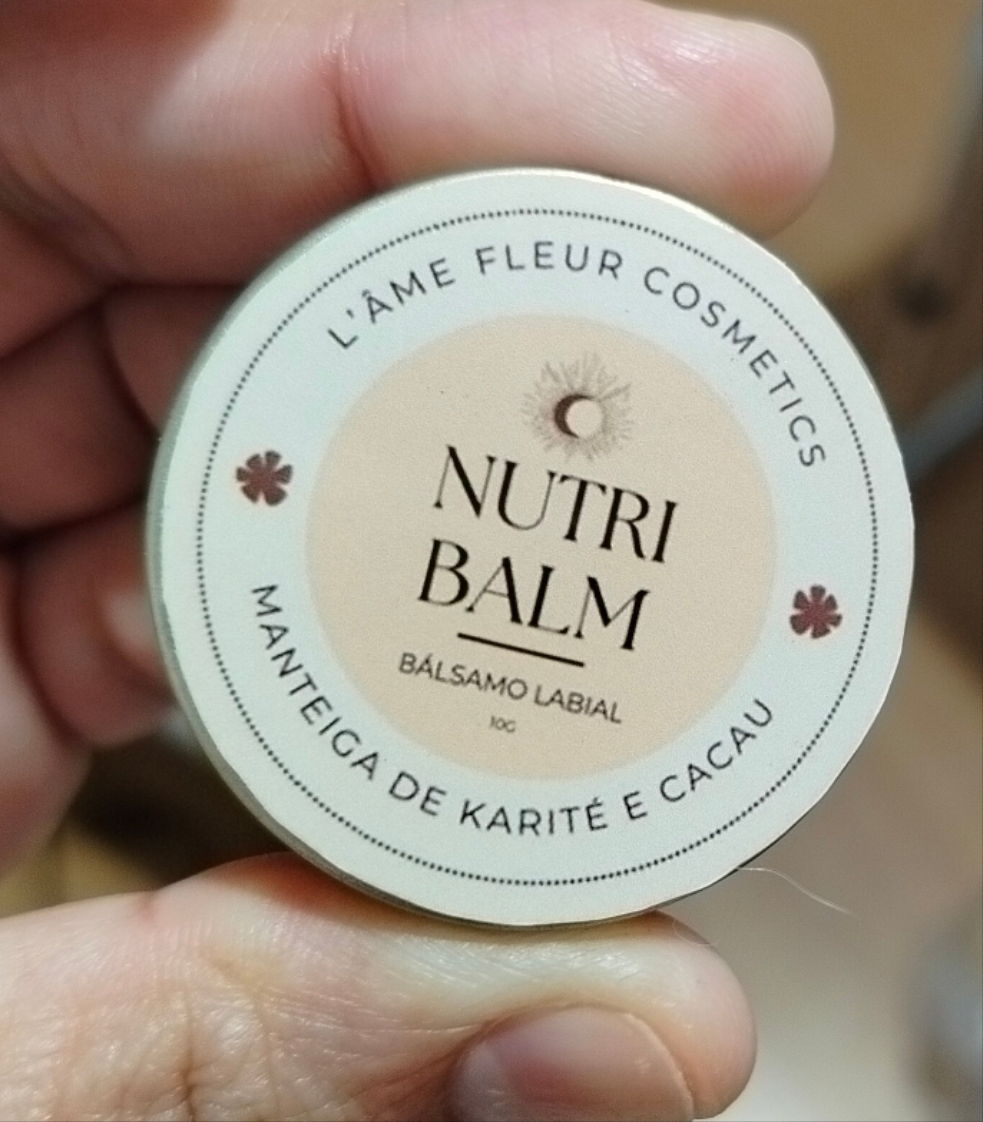 L'ÂME FLEUR COSMETICS
NUTRI
BALM
BÁLSAMO LABIAL
10G
MANTEIGA DE KARITÉ E CACAU